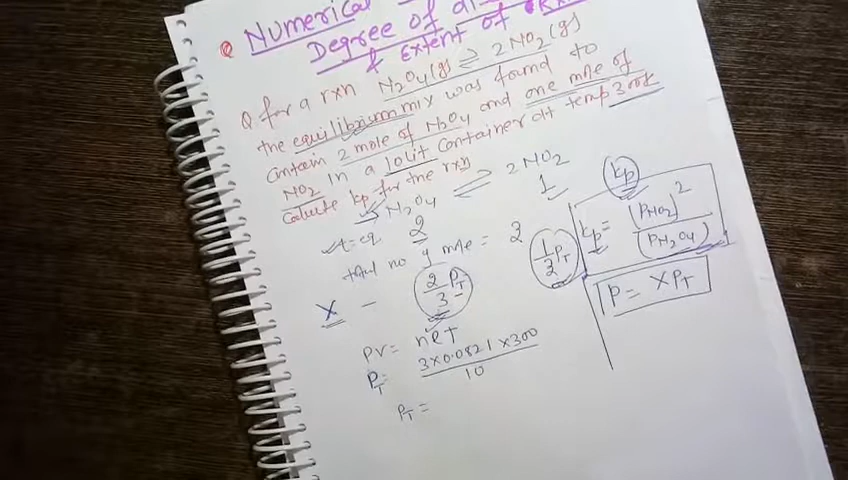 Q Numerical
Degree of di
& Extent of Rxn
Q for a rxn N2O4(g) ⇌ 2NO2(g)
the equilibrium mix was found to
contain 2 mole of N2O4 and one mole of
NO2 in a 10 lit container at temp 300K
Calculate Kp for the rxn
N2O4 ⇌ 2NO2
t=eq 2 1
total no of mole = 3
X - 2/3 PT 1/3 PT
PV = nRT
PT = 3×0.0821×300 / 10
PT =
kp
kp = (PNO2)2 / (PN2O4)
P = XPT